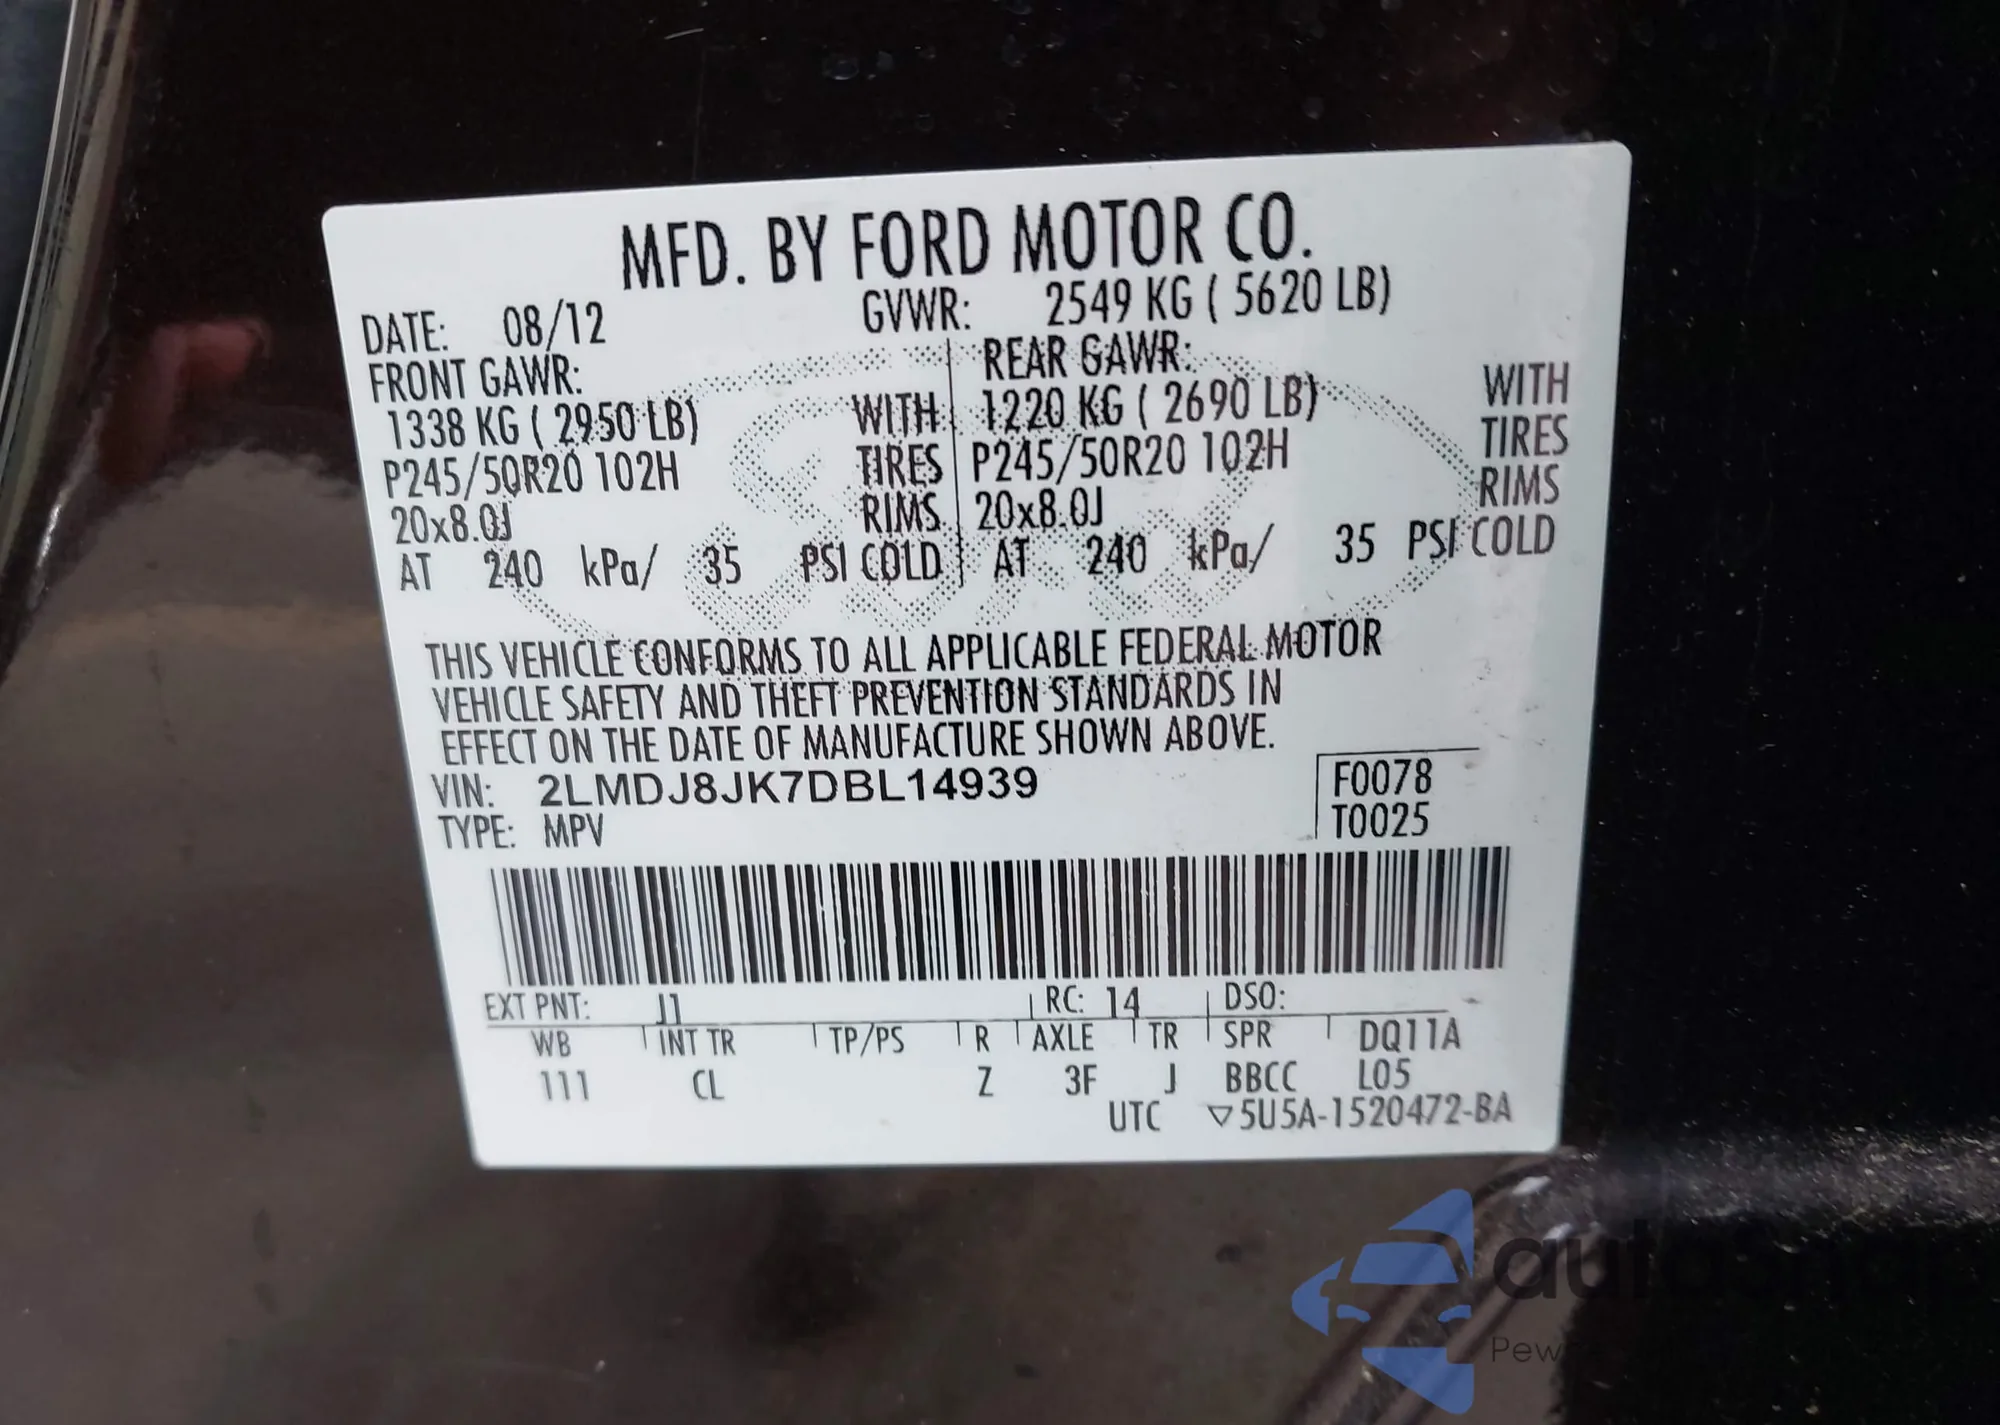 MFD. BY FORD MOTOR CO.
DATE: 08/12 GVWR: 2549 KG ( 5620 LB)
FRONT GAWR: REAR GAWR:
1338 KG ( 2950 LB) WITH 1220 KG ( 2690 LB) WITH
P245/50R20 102H TIRES P245/50R20 102H TIRES
20x8.0J RIMS 20x8.0J RIMS
AT 240 kPa/ 35 PSI COLD AT 240 kPa/ 35 PSI COLD
THIS VEHICLE CONFORMS TO ALL APPLICABLE FEDERAL MOTOR
VEHICLE SAFETY AND THEFT PREVENTION STANDARDS IN
EFFECT ON THE DATE OF MANUFACTURE SHOWN ABOVE.
VIN: 2LMDJ8JK7DBL14939 F0078
TYPE: MPV T0025
EXT PNT: J1 RC: 14 DSO:
WB INT TR TP/PS R AXLE TR SPR DQ11A
111 CL Z 3F J BBCC L05
UTC ▽5U5A-1520472-BA